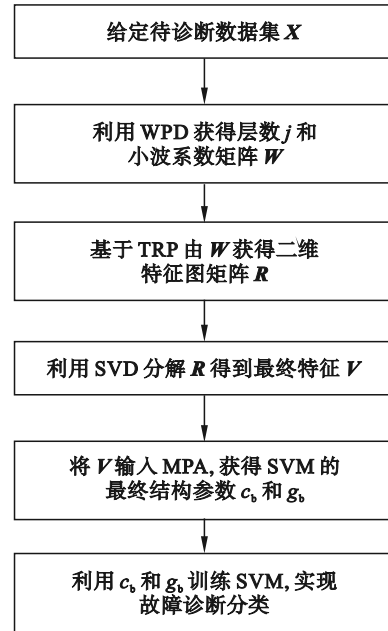 给定待诊断数据集 X
利用 WPD 获得层数 j 和
小波系数矩阵 W
基于 TRP 由 W 获得二维
特征图矩阵 R
利用 SVD 分解 R 得到最终特征 V
将 V 输入 MPA, 获得 SVM 的
最终结构参数 c_b 和 g_b
利用 c_b 和 g_b 训练 SVM, 实现
故障诊断分类